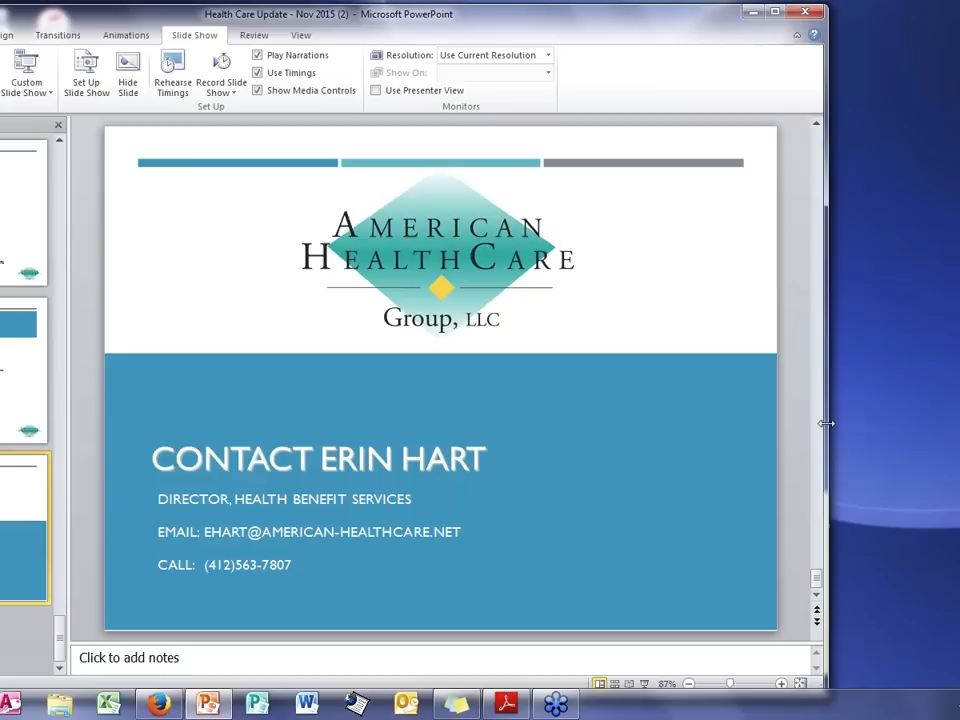 Health Care Update - Nov 2015 (2) - Microsoft PowerPoint
ign Transitions Animations Slide Show Review View
Custom Slide Show
Set Up Slide Show
Hide Slide
Rehearse Timings
Record Slide Show
Play Narrations
Use Timings
Show Media Controls
Set Up
Resolution: Use Current Resolution
Show On:
Use Presenter View
Monitors
AMERICAN
HEALTHCARE
Group, LLC
CONTACT ERIN HART
DIRECTOR, HEALTH BENEFIT SERVICES
EMAIL: EHART@AMERICAN-HEALTHCARE.NET
CALL: (412)563-7807
Click to add notes
87%